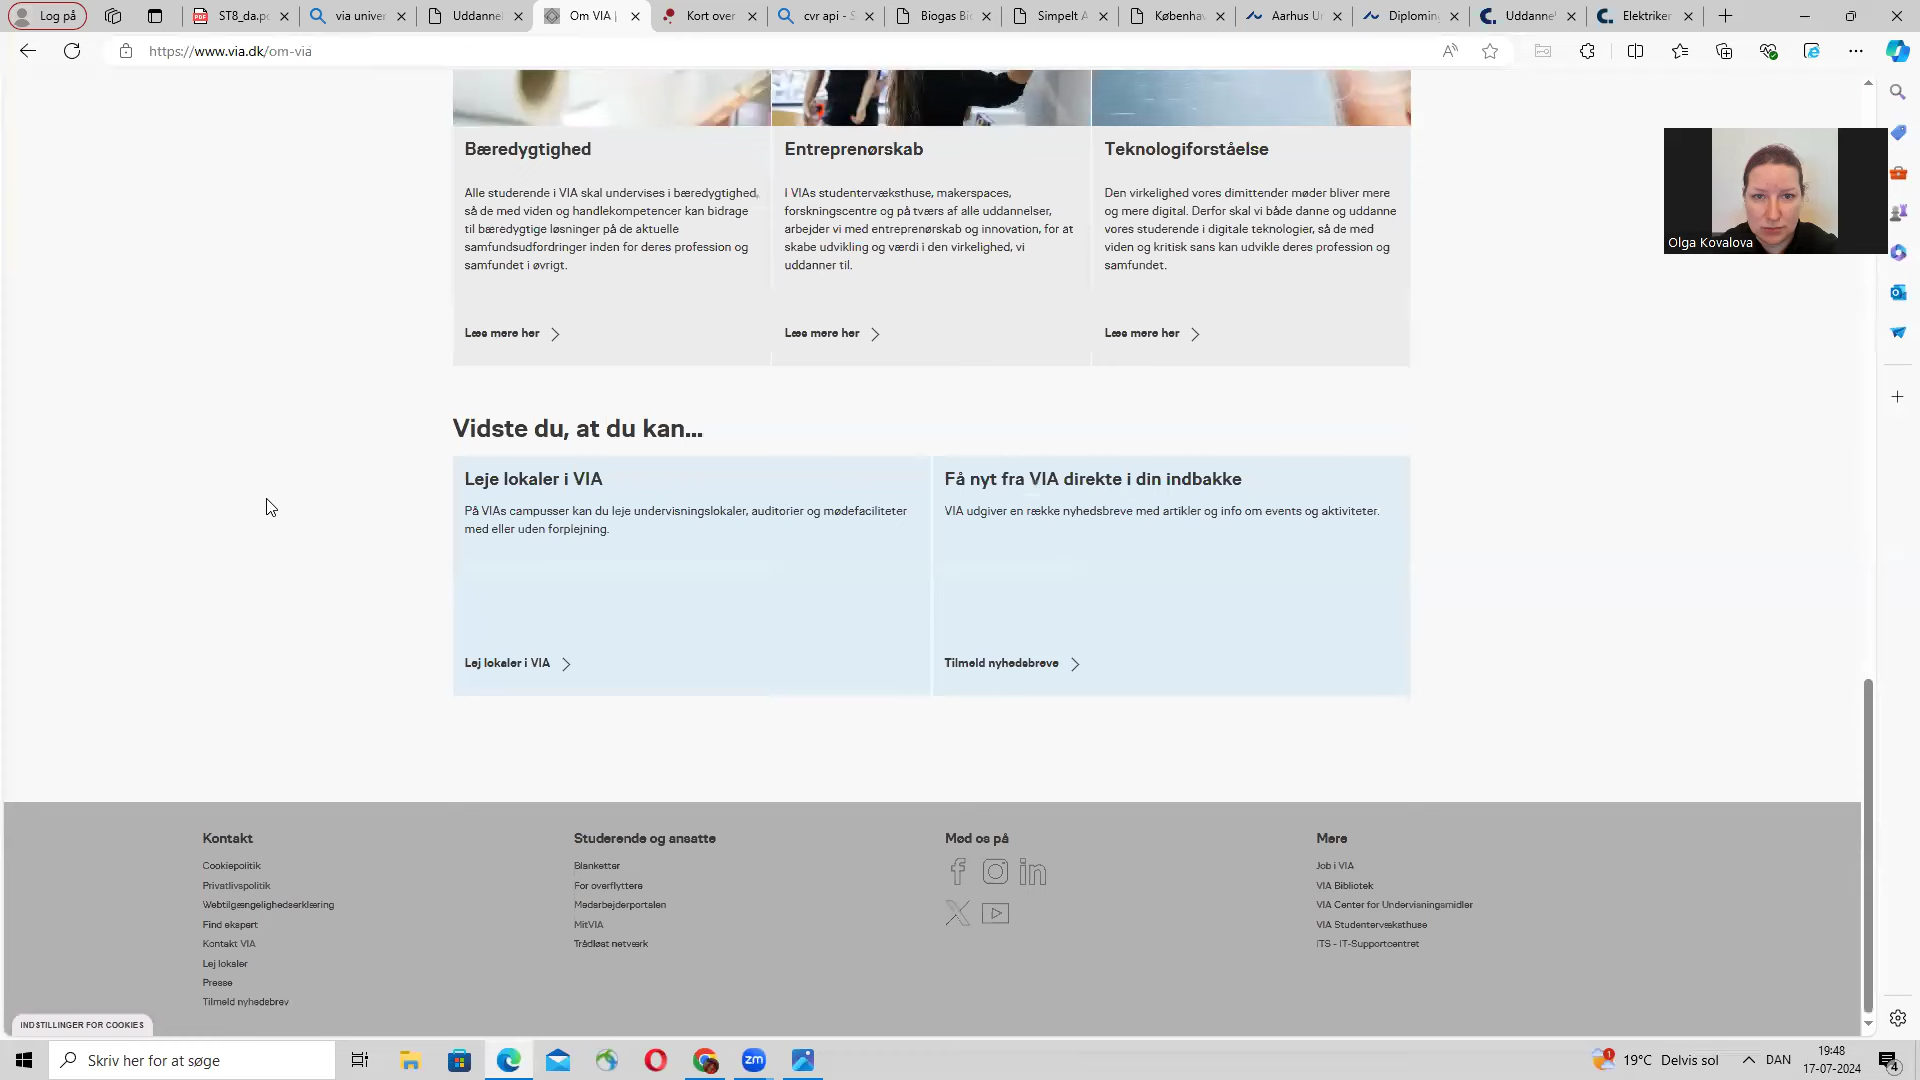 Log på
ST8_da.pc
via univer
Uddannel
Om VIA |
Kort over
cvr api - S
Biogas Bi
Simpelt A
Københav
Aarhus U
Diplomin
Uddannel
Elektriker
https://www.via.dk/om-via
Bæredygtighed
Alle studerende i VIA skal undervises i bæredygtighed,
så de med viden og handlekompetencer kan bidrage
til bæredygtige løsninger på de aktuelle
samfundsudfordringer inden for deres profession og
samfundet i øvrigt.
Læs mere her
Entreprenørskab
I VIAs studentervæksthuse, makerspaces,
forskningscentre og på tværs af alle uddannelser,
arbejder vi med entreprenørskab og innovation, for at
skabe udvikling og værdi i den virkelighed, vi
uddanner til.
Læs mere her
Teknologiforståelse
Den virkelighed vores dimittender møder bliver mere
og mere digital. Derfor skal vi både danne og uddanne
vores studerende i digitale teknologier, så de med
viden og kritisk sans kan udvikle deres profession og
samfundet.
Læs mere her
Olga Kovalova
Vidste du, at du kan...
Leje lokaler i VIA
På VIAs campusser kan du leje undervisningslokaler, auditorier og mødefaciliteter
med eller uden forplejning.
Lej lokaler i VIA
Få nyt fra VIA direkte i din indbakke
VIA udgiver en række nyhedsbreve med artikler og info om events og aktiviteter.
Tilmeld nyhedsbreve
Kontakt
Cookiepolitik
Privatlivspolitik
Webtilgængelighedserklæring
Find ekspert
Kontakt VIA
Lej lokaler
Presse
Tilmeld nyhedsbrev
Studerende og ansatte
Blanketter
For overflyttere
Medarbejderportalen
MitVIA
Trådløst netværk
Mød os på
Mere
Job i VIA
VIA Bibliotek
VIA Center for Undervisningsmidler
VIA Studentervæksthuse
ITS - IT-Supportcentret
INDSTILLINGER FOR COOKIES
Skriv her for at søge
zm
1
19°C Delvis sol
DAN
19:48
17-07-2024
4